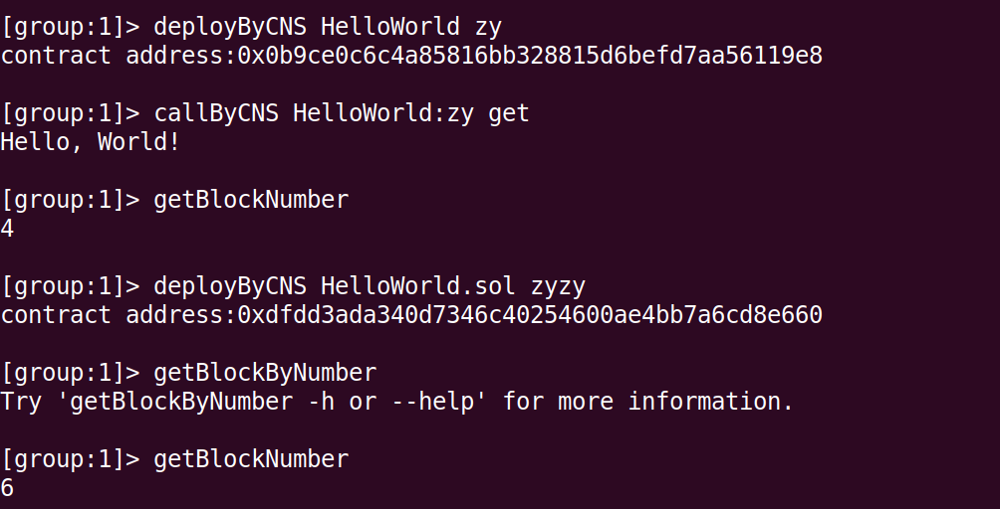 [group:1]> deployByCNS HelloWorld zy
contract address:0x0b9ce0c6c4a85816bb328815d6befd7aa56119e8
[group:1]> callByCNS HelloWorld:zy get
Hello, World!
[group:1]> getBlockNumber
4
[group:1]> deployByCNS HelloWorld.sol zyzy
contract address:0xdfdd3ada340d7346c40254600ae4bb7a6cd8e660
[group:1]> getBlockByNumber
Try 'getBlockByNumber -h or --help' for more information.
[group:1]> getBlockNumber
6